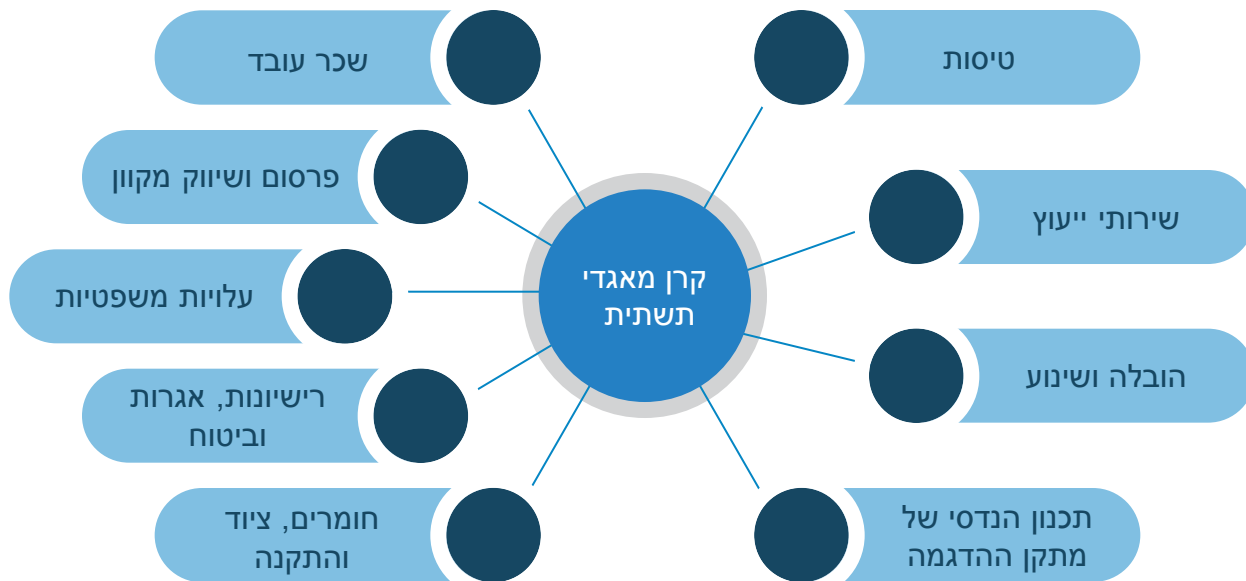 טיסות
שכר עובד
פרסום ושיווק מקוון
שירותי ייעוץ
קרן מאגדי
תשתית
עלויות משפטיות
הובלה ושינוע
רישיונות, אגרות
וביטוח
תכנון הנדסי של
מתקן ההדגמה
חומרים, ציוד
והתקנה